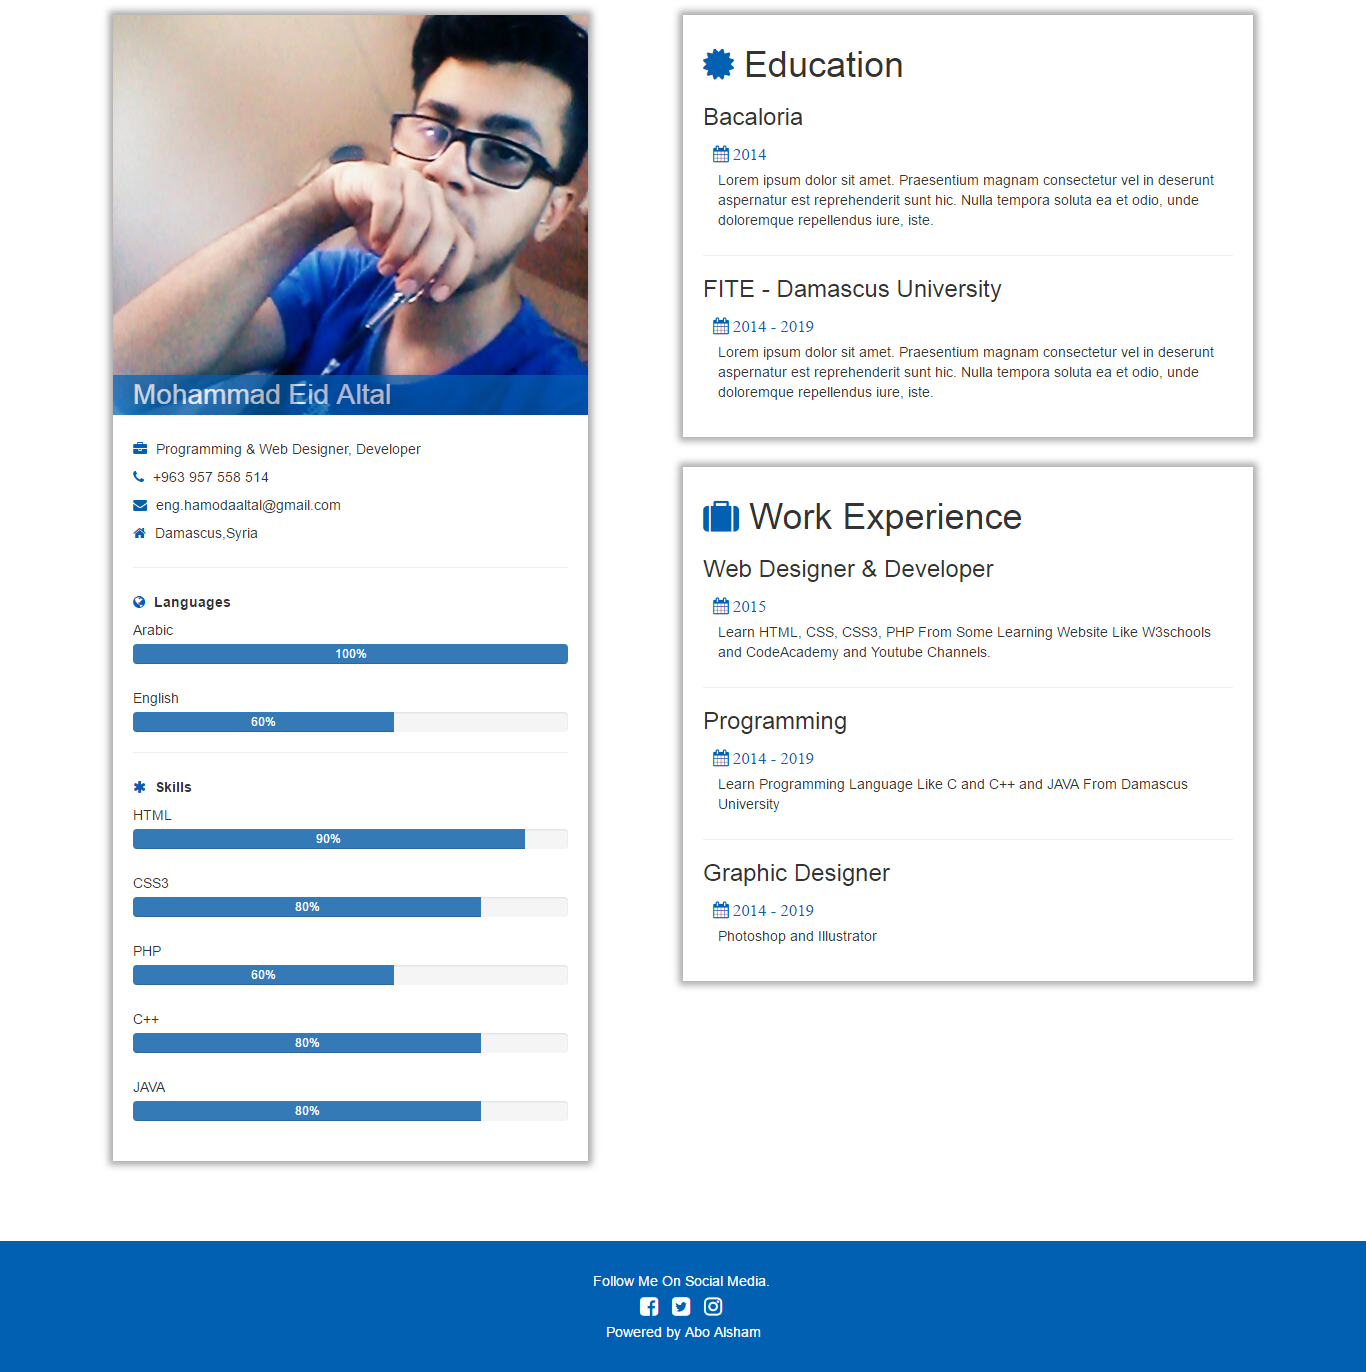 Mohammad Eid Altal
Programming & Web Designer, Developer
+963 957 558 514
eng.hamodaaltal@gmail.com
Damascus,Syria
Languages
Arabic
100%
English
60%
Skills
HTML
90%
CSS3
80%
PHP
60%
C++
80%
JAVA
80%
Education
Bacaloria
2014
Lorem ipsum dolor sit amet. Praesentium magnam consectetur vel in deserunt
aspernatur est reprehenderit sunt hic. Nulla tempora soluta ea et odio, unde
doloremque repellendus iure, iste.
FITE - Damascus University
2014 - 2019
Lorem ipsum dolor sit amet. Praesentium magnam consectetur vel in deserunt
aspernatur est reprehenderit sunt hic. Nulla tempora soluta ea et odio, unde
doloremque repellendus iure, iste.
Work Experience
Web Designer & Developer
2015
Learn HTML, CSS, CSS3, PHP From Some Learning Website Like W3schools
and CodeAcademy and Youtube Channels.
Programming
2014 - 2019
Learn Programming Language Like C and C++ and JAVA From Damascus
University
Graphic Designer
2014 - 2019
Photoshop and Illustrator
Follow Me On Social Media.
Powered by Abo Alsham